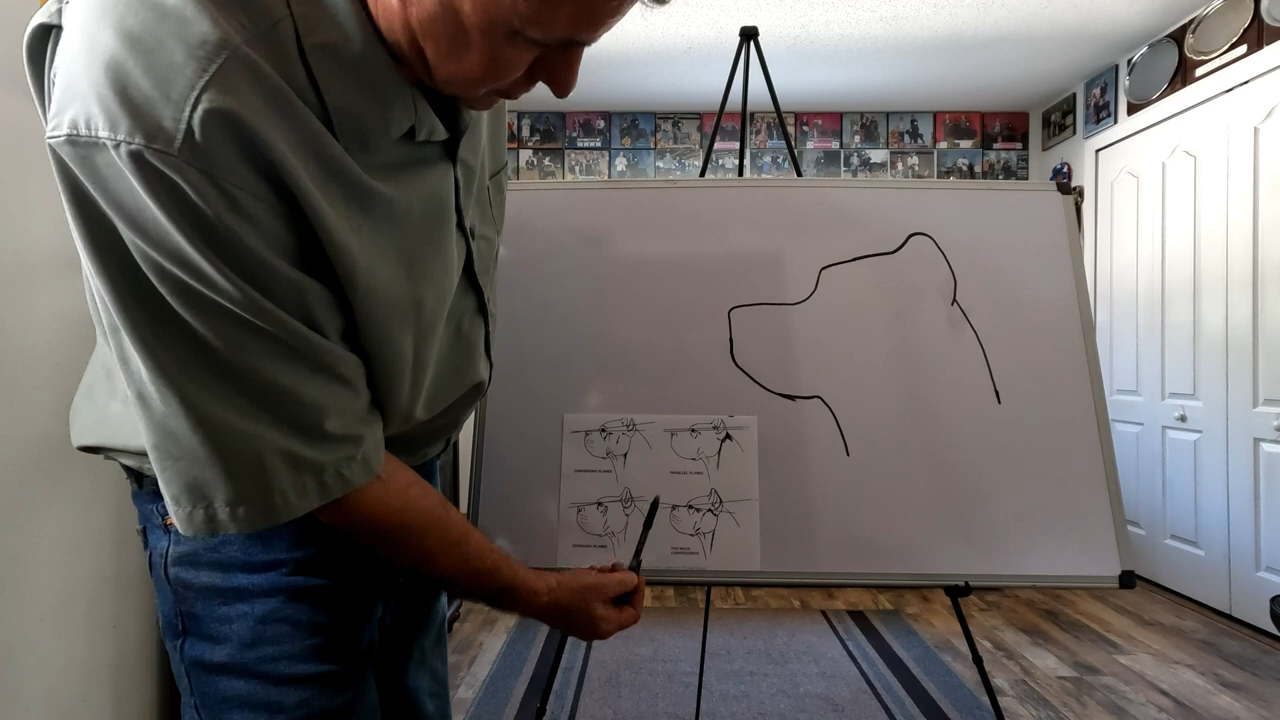 CONVERGING PLANES
PARALLEL PLANES
DIVERGING PLANES
TOO MUCH
CONVERGENCE